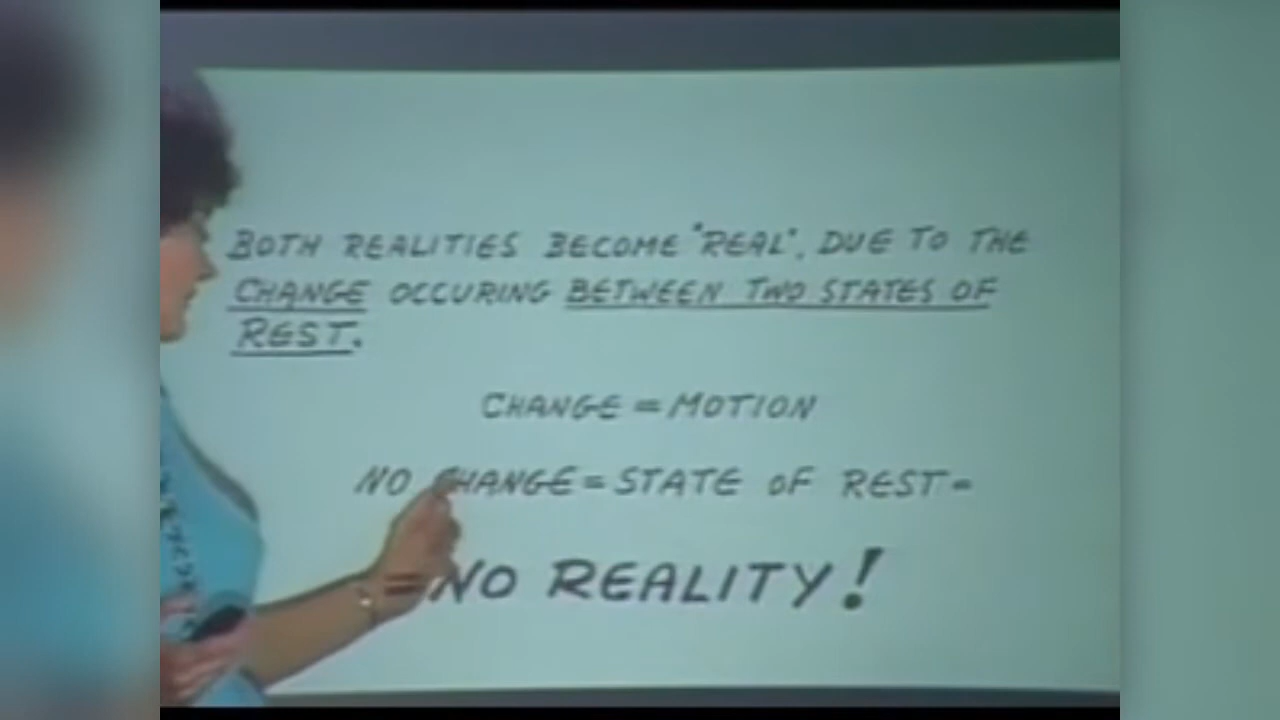 BOTH REALITIES BECOME "REAL", DUE TO THE
CHANGE OCCURING BETWEEN TWO STATES OF
REST.
CHANGE = MOTION
NO CHANGE = STATE OF REST =
= NO REALITY!